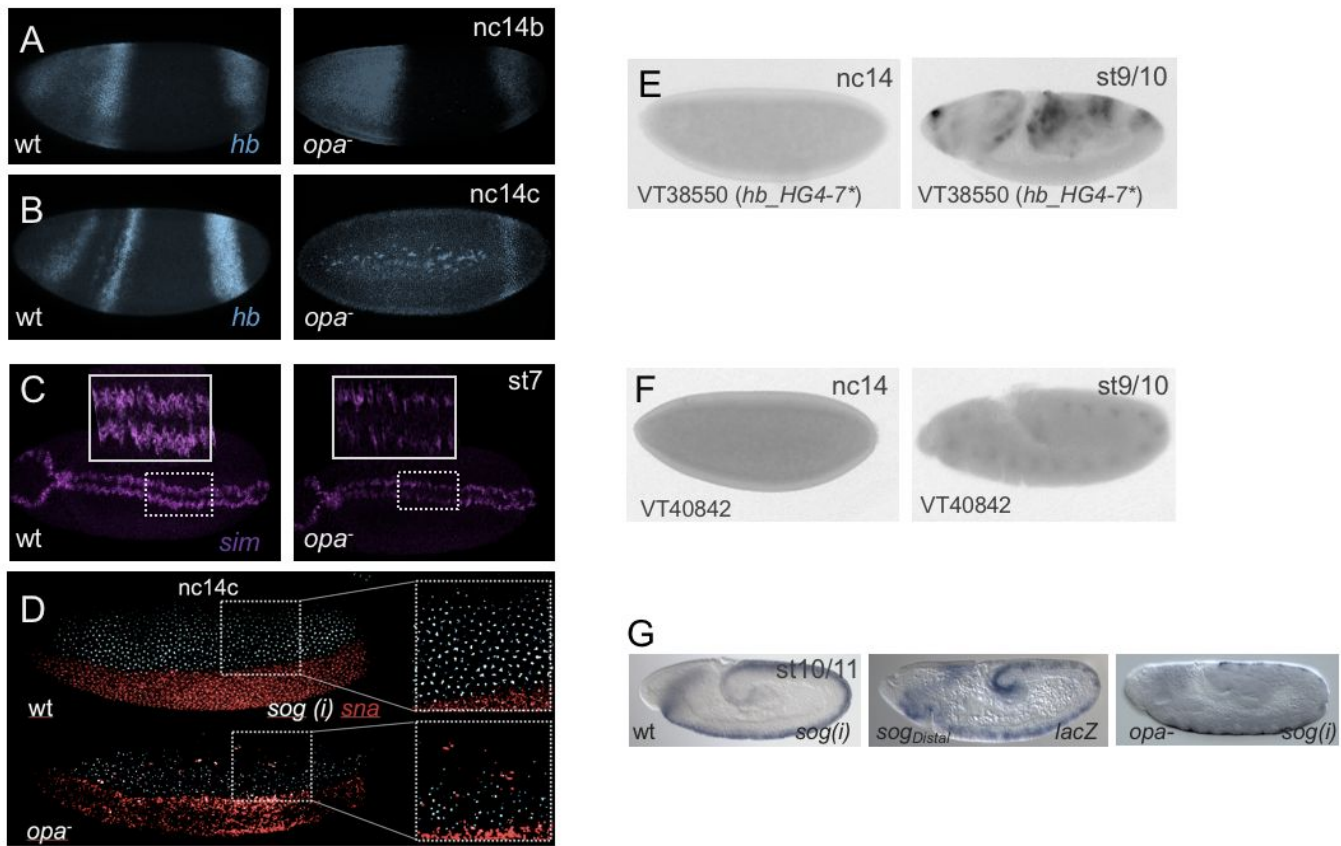 A
nc14b
wt
hb
opa-
B
nc14c
wt
hb
opa-
C
st7
wt
sim
opa-
D
nc14c
wt
sog (i) sna
opa-
E
nc14
VT38550 (hb_HG4-7*)
st9/10
VT38550 (hb_HG4-7*)
F
nc14
VT40842
st9/10
VT40842
G
st10/11
wt
sog(i)
sogDistal
lacZ
opa-
sog(i)